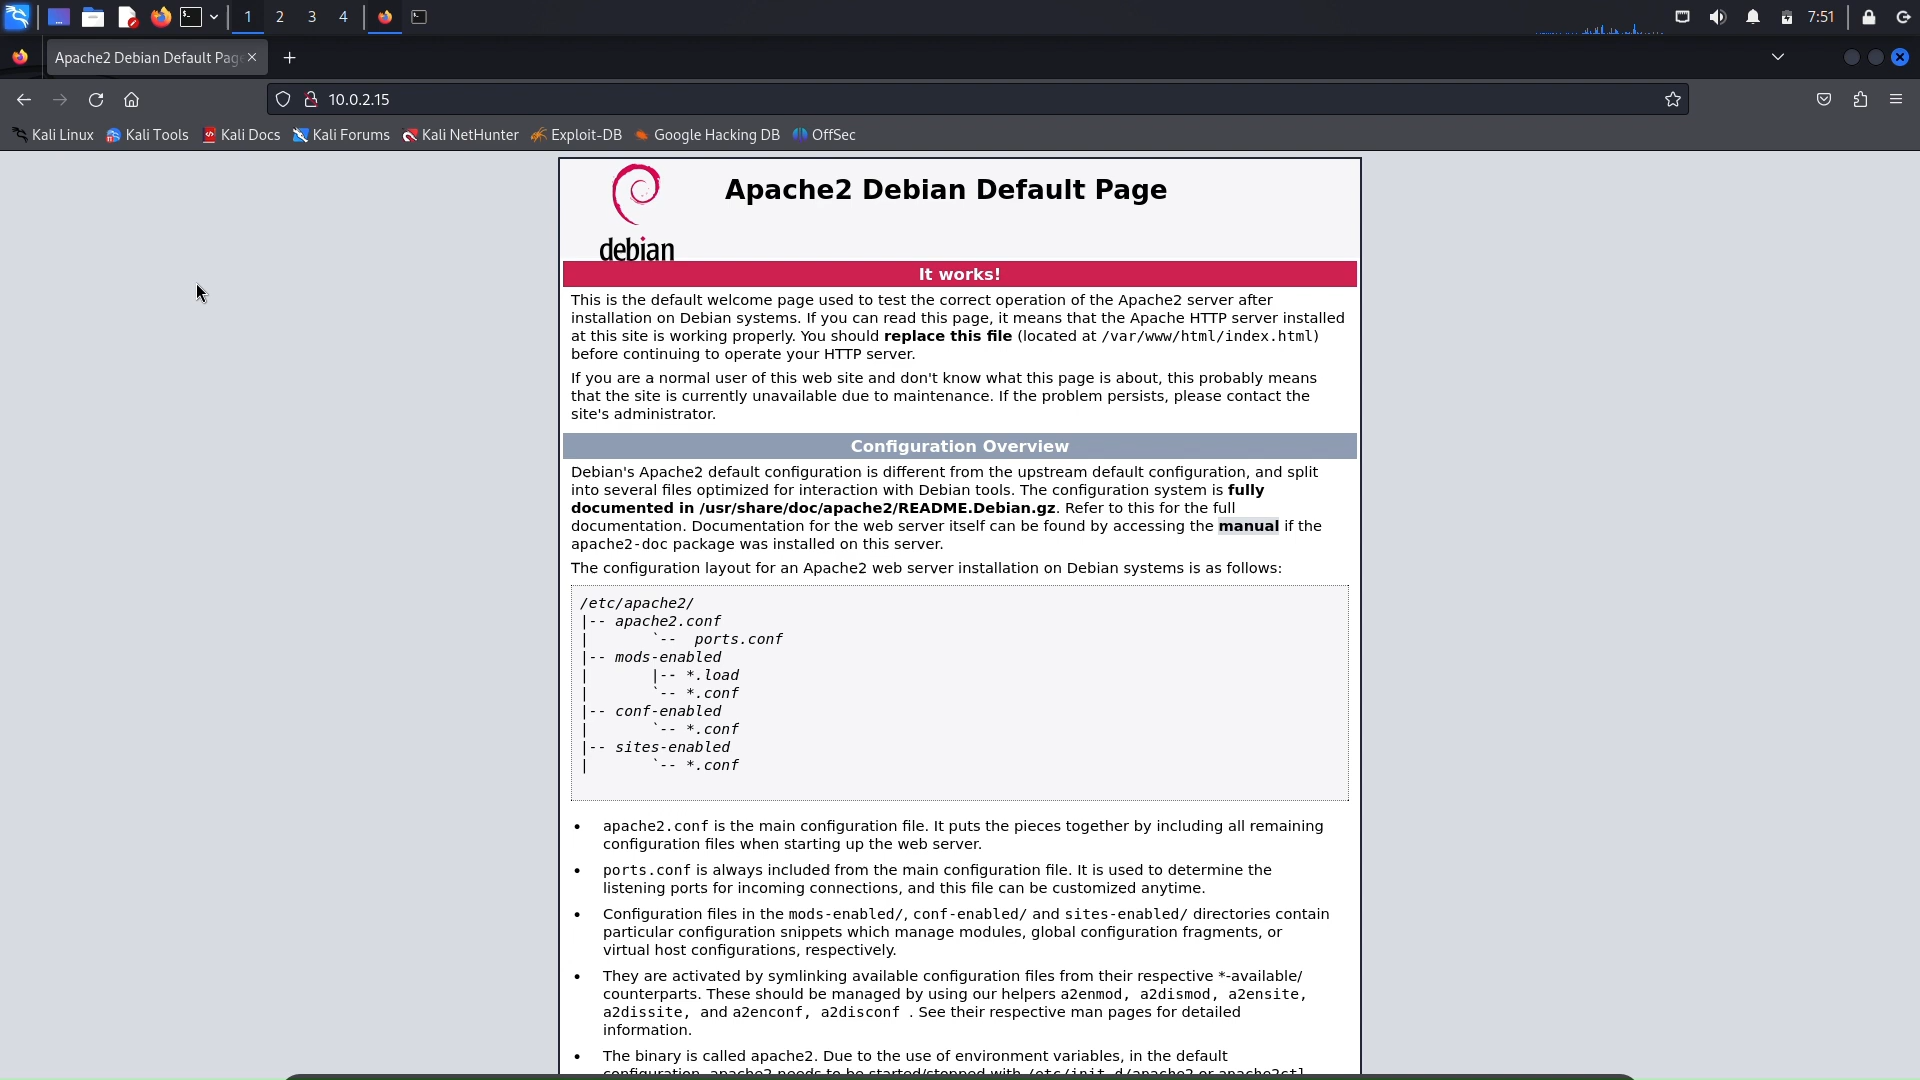 1 2 3 4 7:51
Apache2 Debian Default Pag
10.0.2.15
Kali Linux Kali Tools Kali Docs Kali Forums Kali NetHunter Exploit-DB Google Hacking DB OffSec
Apache2 Debian Default Page
debian
It works!
This is the default welcome page used to test the correct operation of the Apache2 server after
installation on Debian systems. If you can read this page, it means that the Apache HTTP server installed
at this site is working properly. You should replace this file (located at /var/www/html/index.html)
before continuing to operate your HTTP server.
If you are a normal user of this web site and don't know what this page is about, this probably means
that the site is currently unavailable due to maintenance. If the problem persists, please contact the
site's administrator.
Configuration Overview
Debian's Apache2 default configuration is different from the upstream default configuration, and split
into several files optimized for interaction with Debian tools. The configuration system is fully
documented in /usr/share/doc/apache2/README.Debian.gz. Refer to this for the full
documentation. Documentation for the web server itself can be found by accessing the manual if the
apache2-doc package was installed on this server.
The configuration layout for an Apache2 web server installation on Debian systems is as follows:
/etc/apache2/
|-- apache2.conf
|       `--  ports.conf
|-- mods-enabled
|       |-- *.load
|       `-- *.conf
|-- conf-enabled
|       `-- *.conf
|-- sites-enabled
|       `-- *.conf
• apache2.conf is the main configuration file. It puts the pieces together by including all remaining
configuration files when starting up the web server.
• ports.conf is always included from the main configuration file. It is used to determine the
listening ports for incoming connections, and this file can be customized anytime.
• Configuration files in the mods-enabled/, conf-enabled/ and sites-enabled/ directories contain
particular configuration snippets which manage modules, global configuration fragments, or
virtual host configurations, respectively.
• They are activated by symlinking available configuration files from their respective *-available/
counterparts. These should be managed by using our helpers a2enmod, a2dismod, a2ensite,
a2dissite, and a2enconf, a2disconf . See their respective man pages for detailed
information.
• The binary is called apache2. Due to the use of environment variables, in the default
configuration, apache2 needs to be started/stopped with /etc/init.d/apache2 or apache2ctl